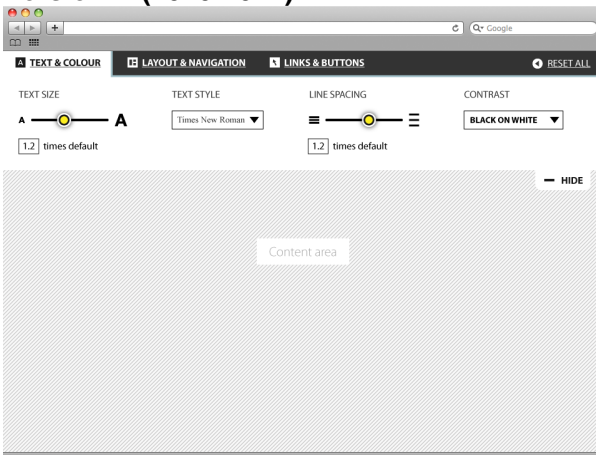 Google
A TEXT & COLOUR LAYOUT & NAVIGATION LINKS & BUTTONS RESET ALL
TEXT SIZE TEXT STYLE LINE SPACING CONTRAST
A A Times New Roman BLACK ON WHITE
1.2 times default 1.2 times default
HIDE
Content area